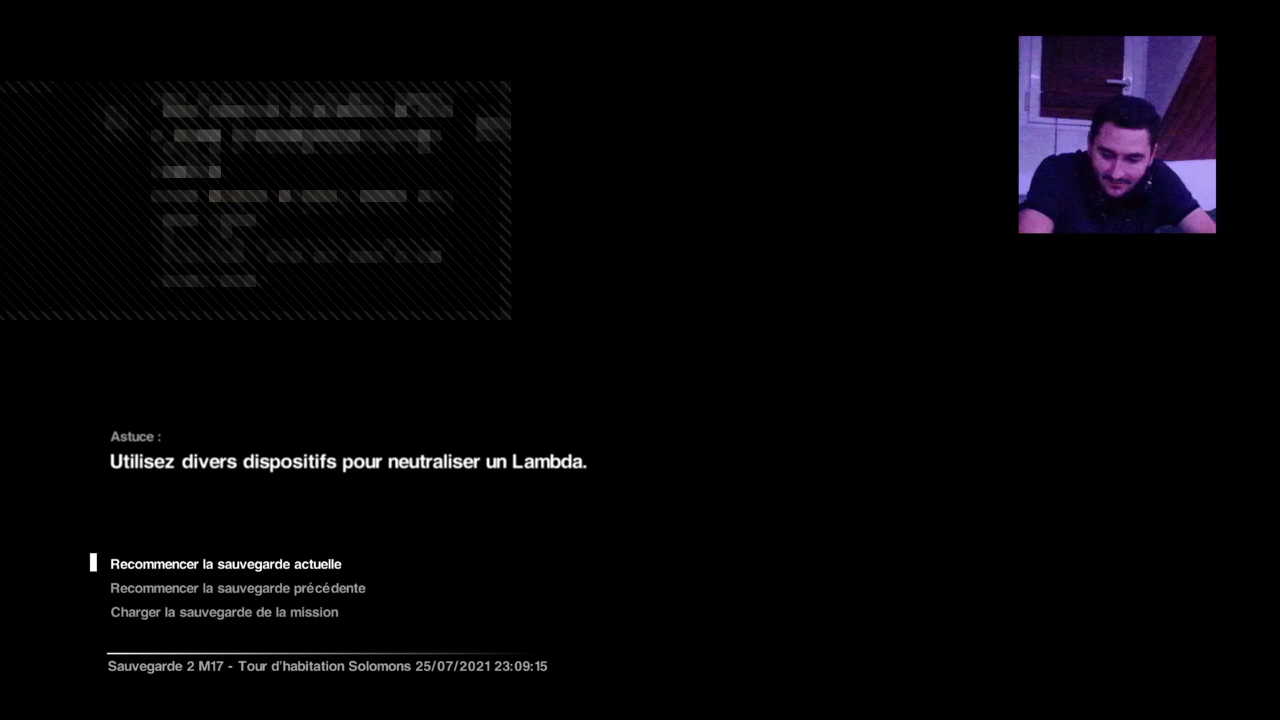 Astuce :
Utilisez divers dispositifs pour neutraliser un Lambda.
Recommencer la sauvegarde actuelle
Recommencer la sauvegarde précédente
Charger la sauvegarde de la mission
Sauvegarde 2 M17 - Tour d'habitation Solomons 25/07/2021 23:09:15